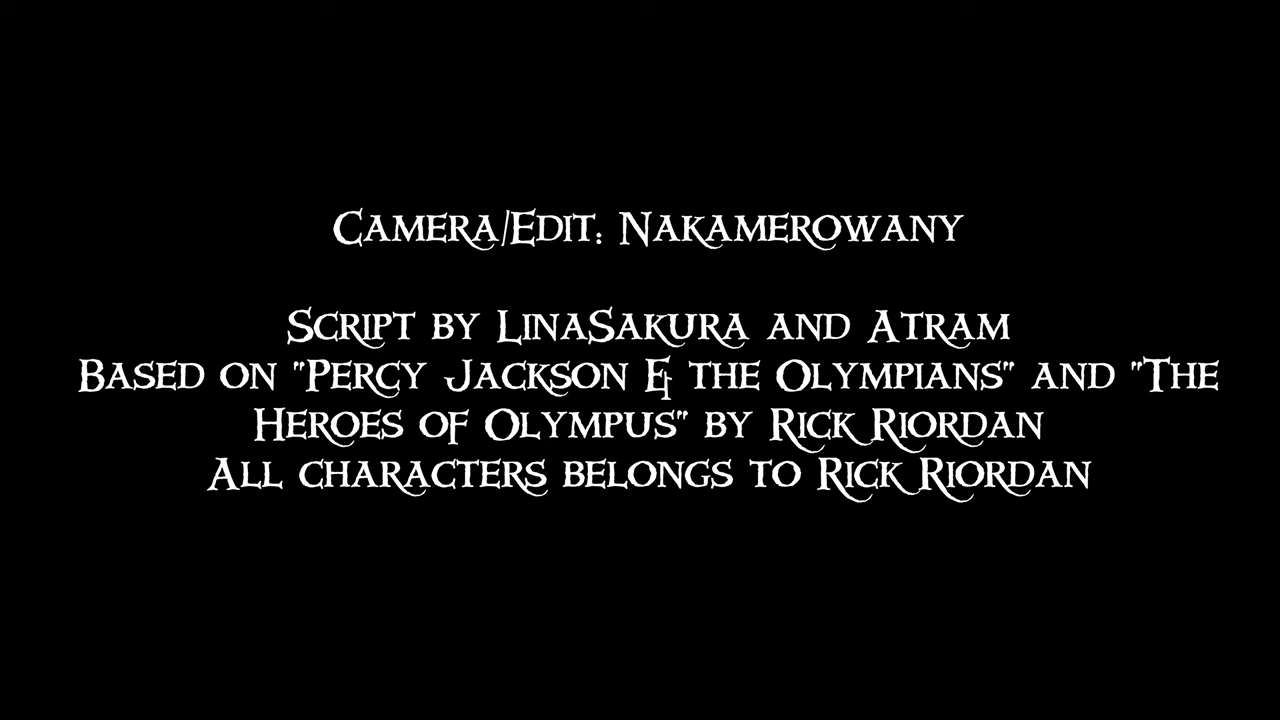 Camera/Edit: Nakamerowany
Script by LinaSakura and Atram
Based on "Percy Jackson & the Olympians" and "The
Heroes of Olympus" by Rick Riordan
All characters belongs to Rick Riordan